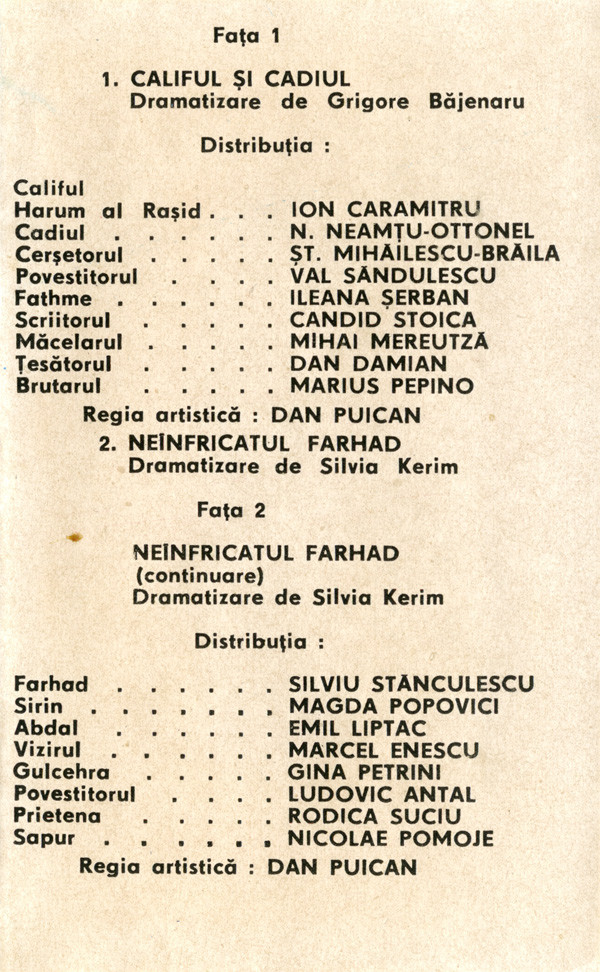 Fața 1
1. CALIFUL ȘI CADIUL
Dramatizare de Grigore Băjenaru
Distribuția :
Califul
Harum al Rașid . . . ION CARAMITRU
Cadiul . . . . . . N. NEAMȚU-OTTONEL
Cerșetorul . . . . . ȘT. MIHĂILESCU-BRĂILA
Povestitorul . . . . VAL SĂNDULESCU
Fathme . . . . . . ILEANA ȘERBAN
Scriitorul . . . . . CANDID STOICA
Măcelarul . . . . . MIHAI MEREUTZĂ
Țesătorul . . . . . DAN DAMIAN
Brutarul . . . . . MARIUS PEPINO
Regia artistică : DAN PUICAN
2. NEÎNFRICATUL FARHAD
Dramatizare de Silvia Kerim
Fața 2
NEÎNFRICATUL FARHAD
(continuare)
Dramatizare de Silvia Kerim
Distribuția :
Farhad . . . . . . SILVIU STĂNCULESCU
Sirin . . . . . . . MAGDA POPOVICI
Abdal . . . . . . EMIL LIPTAC
Vizirul . . . . . . MARCEL ENESCU
Gulcehra . . . . . GINA PETRINI
Povestitorul . . . . LUDOVIC ANTAL
Prietena . . . . . RODICA SUCIU
Sapur . . . . . . NICOLAE POMOJE
Regia artistică : DAN PUICAN